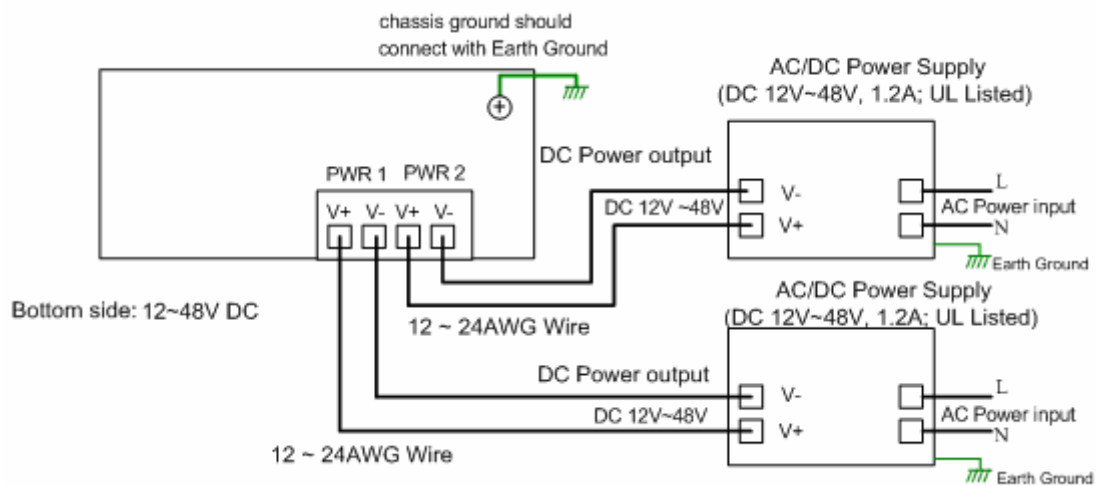 chassis ground should
connect with Earth Ground
AC/DC Power Supply
(DC 12V~48V, 1.2A; UL Listed)
DC Power output
PWR 1 PWR 2
V+ V- V+ V-
DC 12V ~48V
V-
V+
L
AC Power input
N
Earth Ground
Bottom side: 12~48V DC
12 ~ 24AWG Wire
AC/DC Power Supply
(DC 12V~48V, 1.2A; UL Listed)
DC Power output
DC 12V~48V
V-
V+
L
AC Power input
N
12 ~ 24AWG Wire
Earth Ground